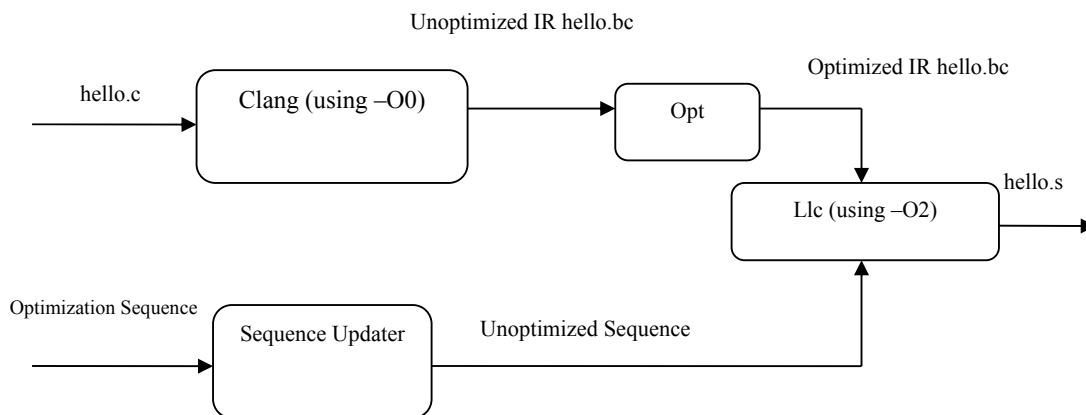 Unoptimized IR hello.bc
Optimized IR hello.bc
hello.c
Clang (using –O0)
Opt
hello.s
Llc (using –O2)
Optimization Sequence
Sequence Updater
Unoptimized Sequence